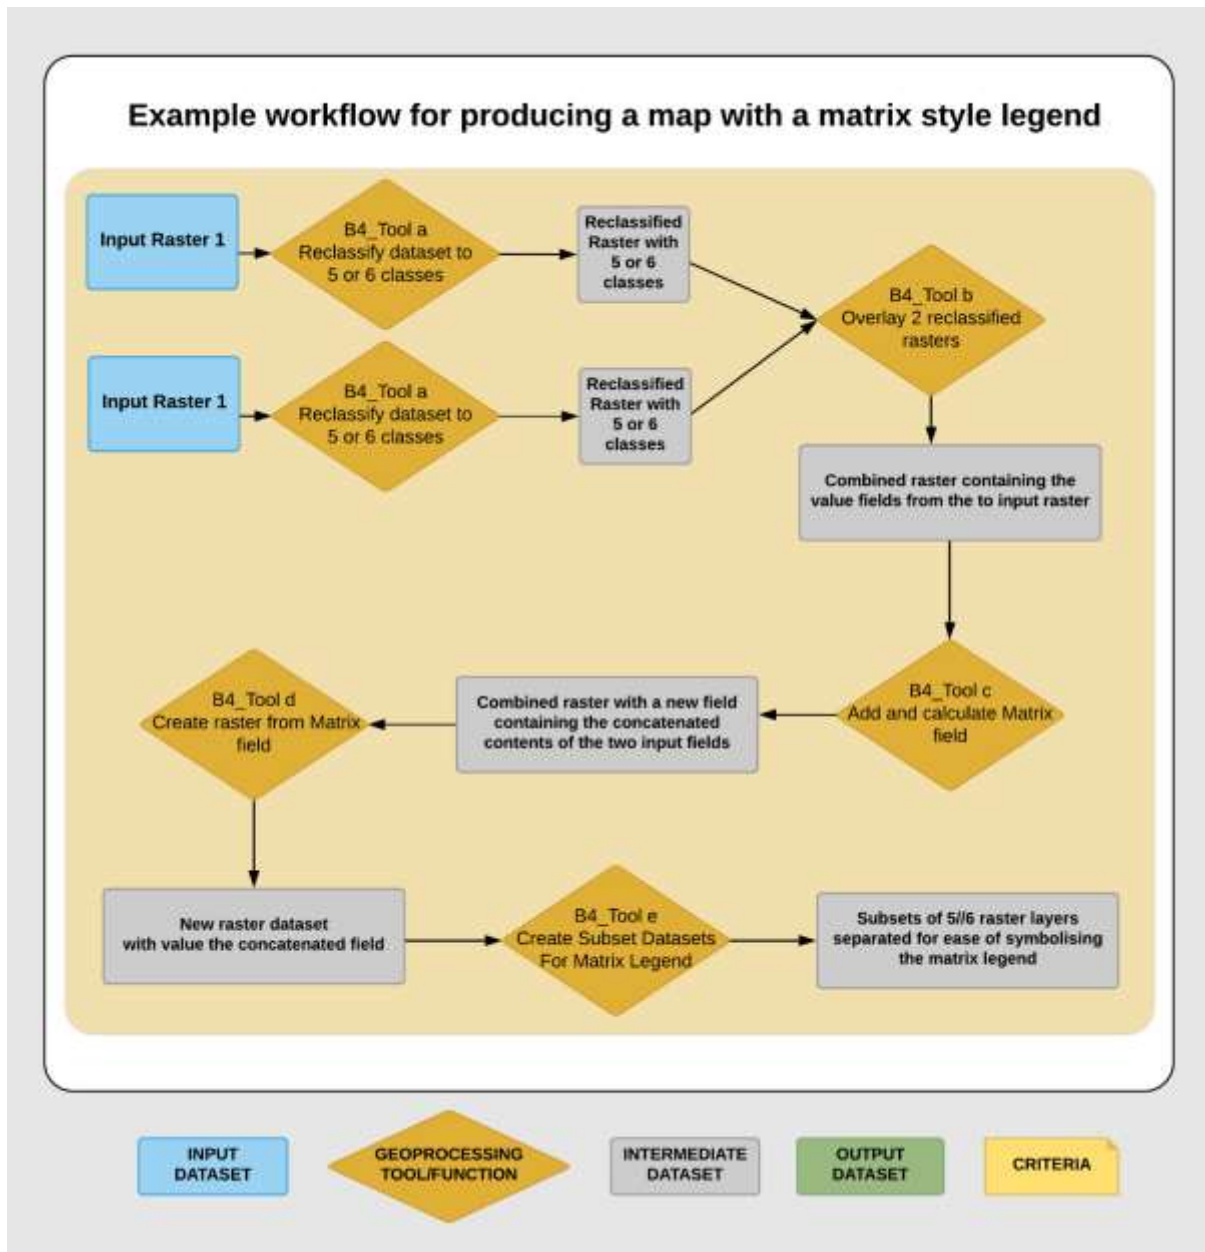 Example workflow for producing a map with a matrix style legend
Input Raster 1
B4_Tool a
Reclassify dataset to
5 or 6 classes
Reclassified
Raster with
5 or 6
classes
B4_Tool b
Overlay 2 reclassified
rasters
Input Raster 1
B4_Tool a
Reclassify dataset to
5 or 6 classes
Reclassified
Raster with
5 or 6
classes
Combined raster containing the
value fields from the to input raster
B4_Tool c
Add and calculate Matrix
field
Combined raster with a new field
containing the concatenated
contents of the two input fields
B4_Tool d
Create raster from Matrix
field
New raster dataset
with value the concatenated field
B4_Tool e
Create Subset Datasets
For Matrix Legend
Subsets of 5//6 raster layers
separated for ease of symbolising
the matrix legend
INPUT
DATASET
GEOPROCESSING
TOOL/FUNCTION
INTERMEDIATE
DATASET
OUTPUT
DATASET
CRITERIA